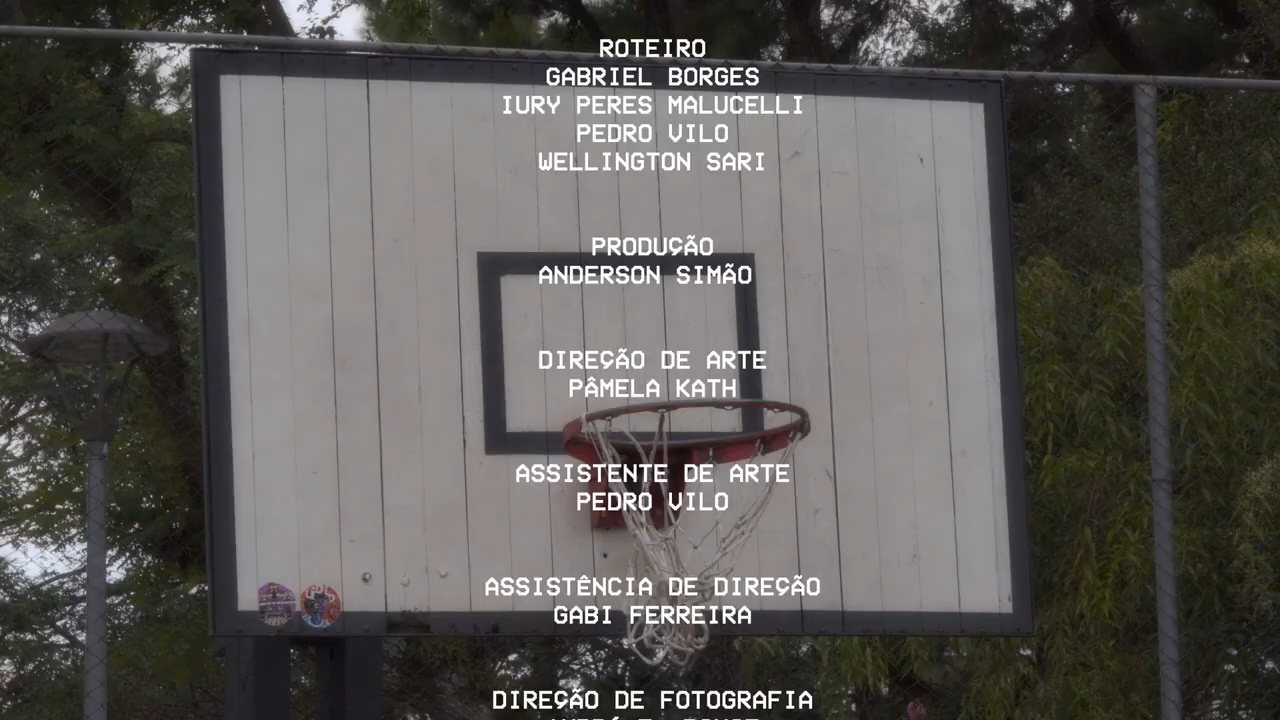 ROTEIRO
GABRIEL BORGES
IURY PERES MALUCELLI
PEDRO VILO
WELLINGTON SARI
PRODUÇÃO
ANDERSON SIMÃO
DIREÇÃO DE ARTE
PÂMELA KATH
ASSISTENTE DE ARTE
PEDRO VILO
ASSISTÊNCIA DE DIREÇÃO
GABI FERREIRA
DIREÇÃO DE FOTOGRAFIA